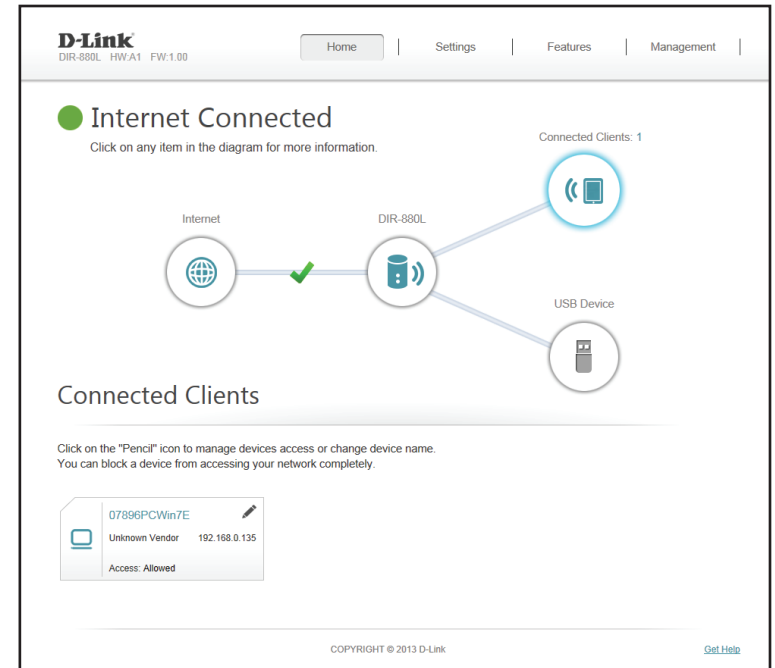 D-Link
DIR-880L HW:A1 FW:1.00
Home
Settings
Features
Management
Internet Connected
Click on any item in the diagram for more information.
Connected Clients: 1
Internet
DIR-880L
USB Device
Connected Clients
Click on the "Pencil" icon to manage devices access or change device name.
You can block a device from accessing your network completely.
07896PCWin7E
Unknown Vendor 192.168.0.135
Access: Allowed
COPYRIGHT © 2013 D-Link
Get Help